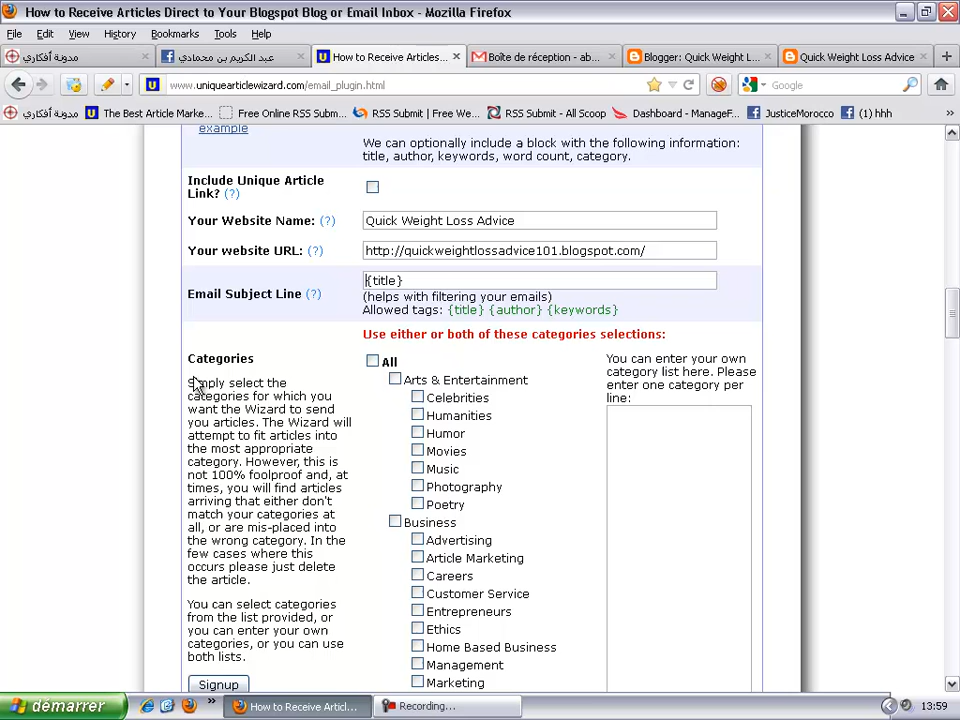 How to Receive Articles Direct to Your Blogspot Blog or Email Inbox - Mozilla Firefox
File Edit View History Bookmarks Tools Help
مدونة أفكاري
عبد الكريم بن محمادي
How to Receive Articles...
Boîte de réception - ab...
Blogger: Quick Weight L...
Quick Weight Loss Advice
www.uniquearticlewizard.com/email_plugin.html
Google
مدونة أفكاري
The Best Article Marke...
Free Online RSS Subm...
RSS Submit | Free We...
RSS Submit - All Scoop
Dashboard - ManageF...
JusticeMorocco
(1) hhh
example
We can optionally include a block with the following information:
title, author, keywords, word count, category.
Include Unique Article
Link? (?)
Your Website Name: (?) Quick Weight Loss Advice
Your website URL: (?) http://quickweightlossadvice101.blogspot.com/
Email Subject Line (?) {title}
(helps with filtering your emails)
Allowed tags: {title} {author} {keywords}
Use either or both of these categories selections:
Categories
Simply select the
categories for which you
want the Wizard to send
you articles. The Wizard will
attempt to fit articles into
the most appropriate
category. However, this is
not 100% foolproof and, at
times, you will find articles
arriving that either don't
match your categories at
all, or are mis-placed into
the wrong category. In the
few cases where this
occurs please just delete
the article.
You can select categories
from the list provided, or
you can enter your own
categories, or you can use
both lists.
Signup
All
Arts & Entertainment
Celebrities
Humanities
Humor
Movies
Music
Photography
Poetry
Business
Advertising
Article Marketing
Careers
Customer Service
Entrepreneurs
Ethics
Home Based Business
Management
Marketing
You can enter your own
category list here. Please
enter one category per
line:
démarrer
How to Receive Articl...
Recording...
13:59